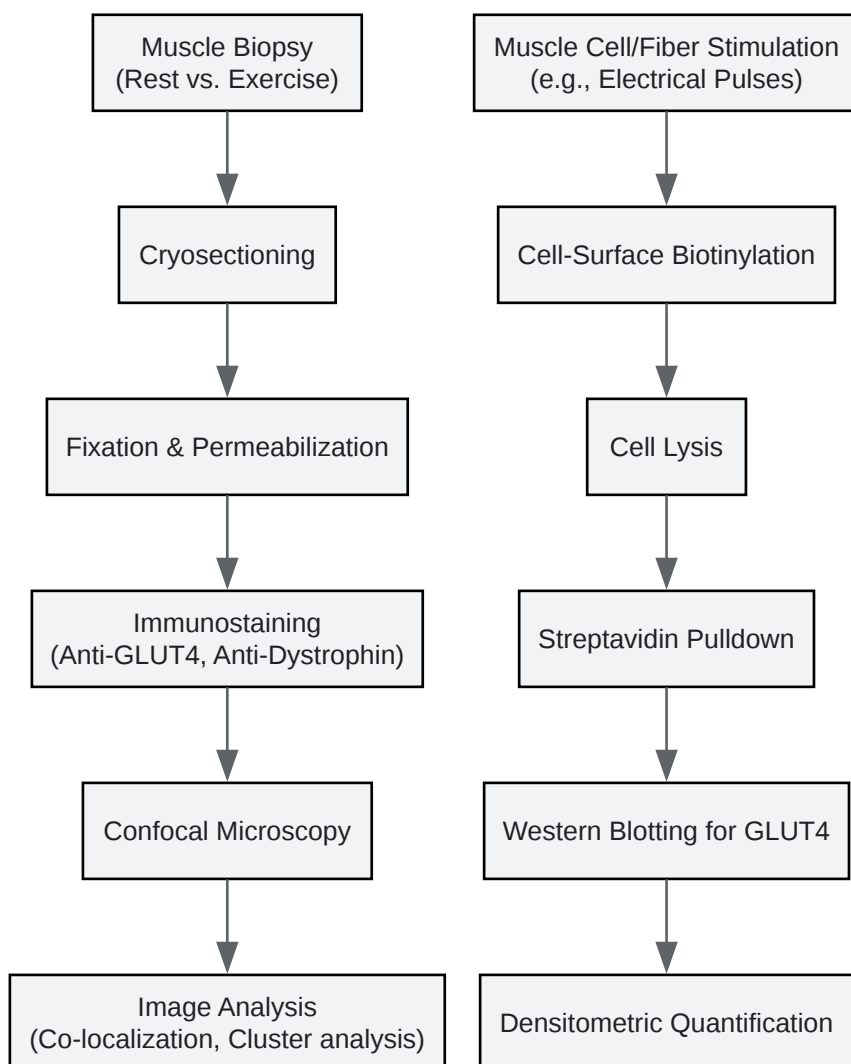 Muscle Biopsy
(Rest vs. Exercise)
Cryosectioning
Fixation & Permeabilization
Immunostaining
(Anti-GLUT4, Anti-Dystrophin)
Confocal Microscopy
Image Analysis
(Co-localization, Cluster analysis)
Muscle Cell/Fiber Stimulation
(e.g., Electrical Pulses)
Cell-Surface Biotinylation
Cell Lysis
Streptavidin Pulldown
Western Blotting for GLUT4
Densitometric Quantification